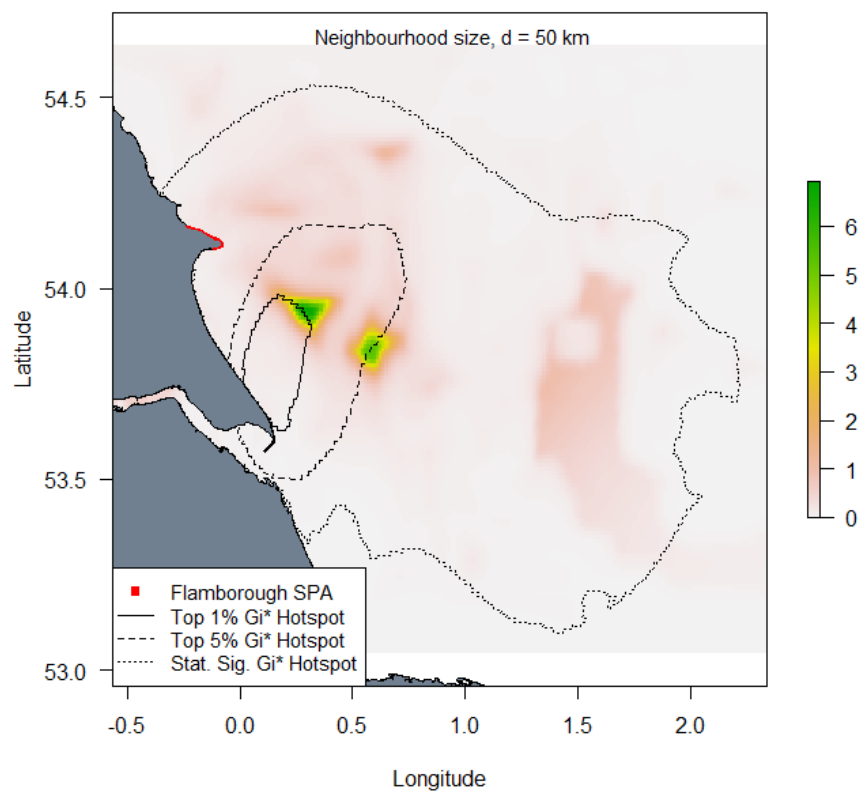 Neighbourhood size, d = 50 km
54.5
54.0
53.5
53.0
Latitude
6
5
4
3
2
1
0
Flamborough SPA
Top 1% Gi* Hotspot
Top 5% Gi* Hotspot
Stat. Sig. Gi* Hotspot
-0.5 0.0 0.5 1.0 1.5 2.0
Longitude